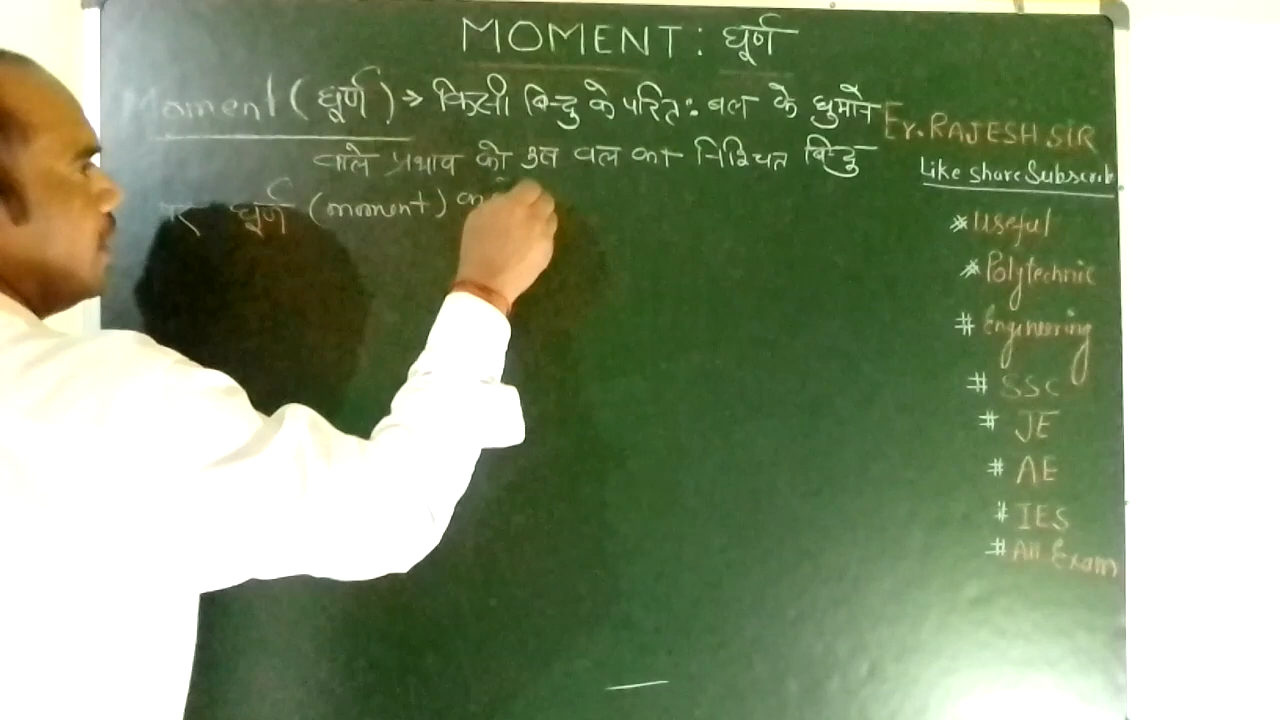 MOMENT : घूर्ण
Moment (घूर्ण) → किसी बिन्दु के परितः बल के घुमाने
वाले प्रभाव को उस बल का निश्चित बिन्दु
पर घूर्ण (moment)
Er. RAJESH SIR
Like share Subscrib
* Useful
* Polytechnic
# Engineering
# SSC
# JE
# AE
# IES
# All Exam